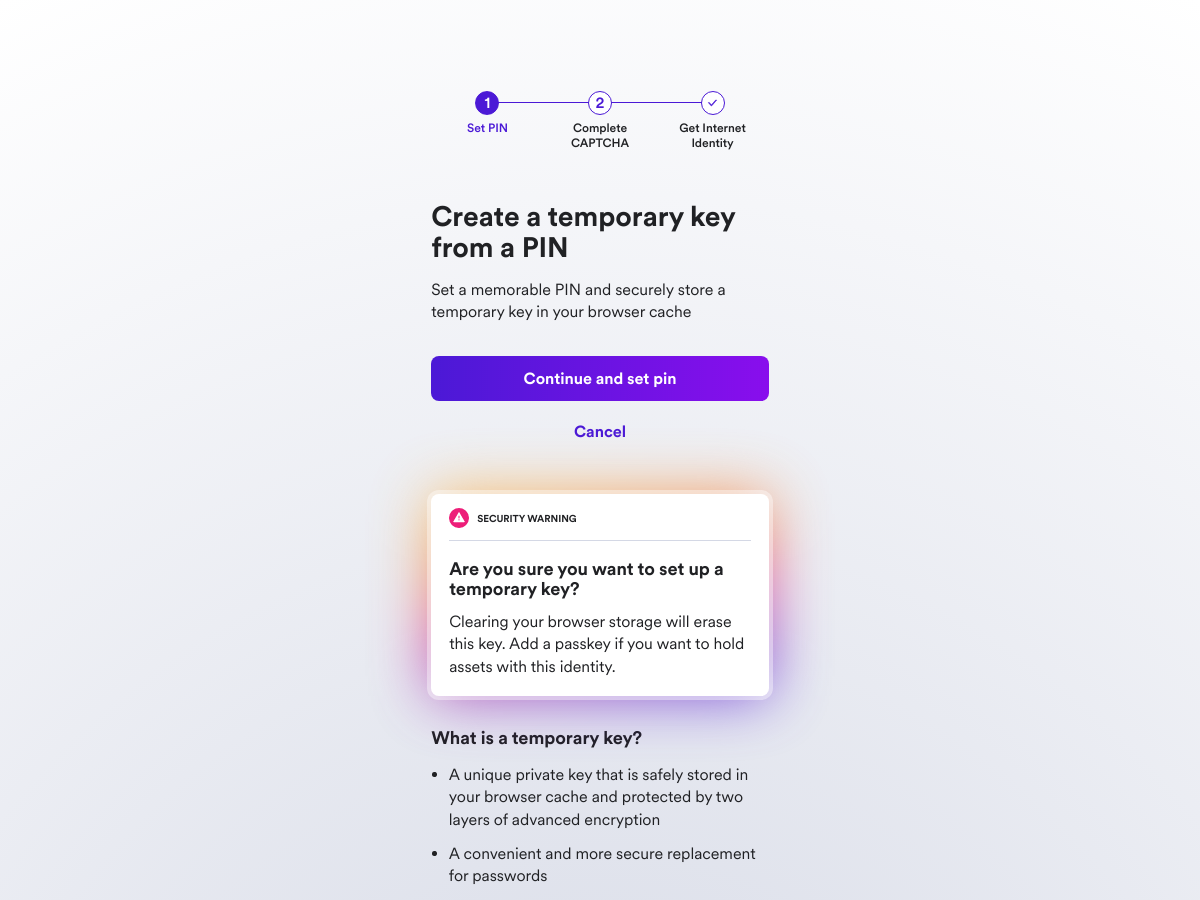 1
2
Set PIN
Complete
CAPTCHA
Get Internet
Identity
Create a temporary key
from a PIN
Set a memorable PIN and securely store a
temporary key in your browser cache
Continue and set pin
Cancel
SECURITY WARNING
Are you sure you want to set up a
temporary key?
Clearing your browser storage will erase
this key. Add a passkey if you want to hold
assets with this identity.
What is a temporary key?
• A unique private key that is safely stored in
your browser cache and protected by two
layers of advanced encryption
• A convenient and more secure replacement
for passwords